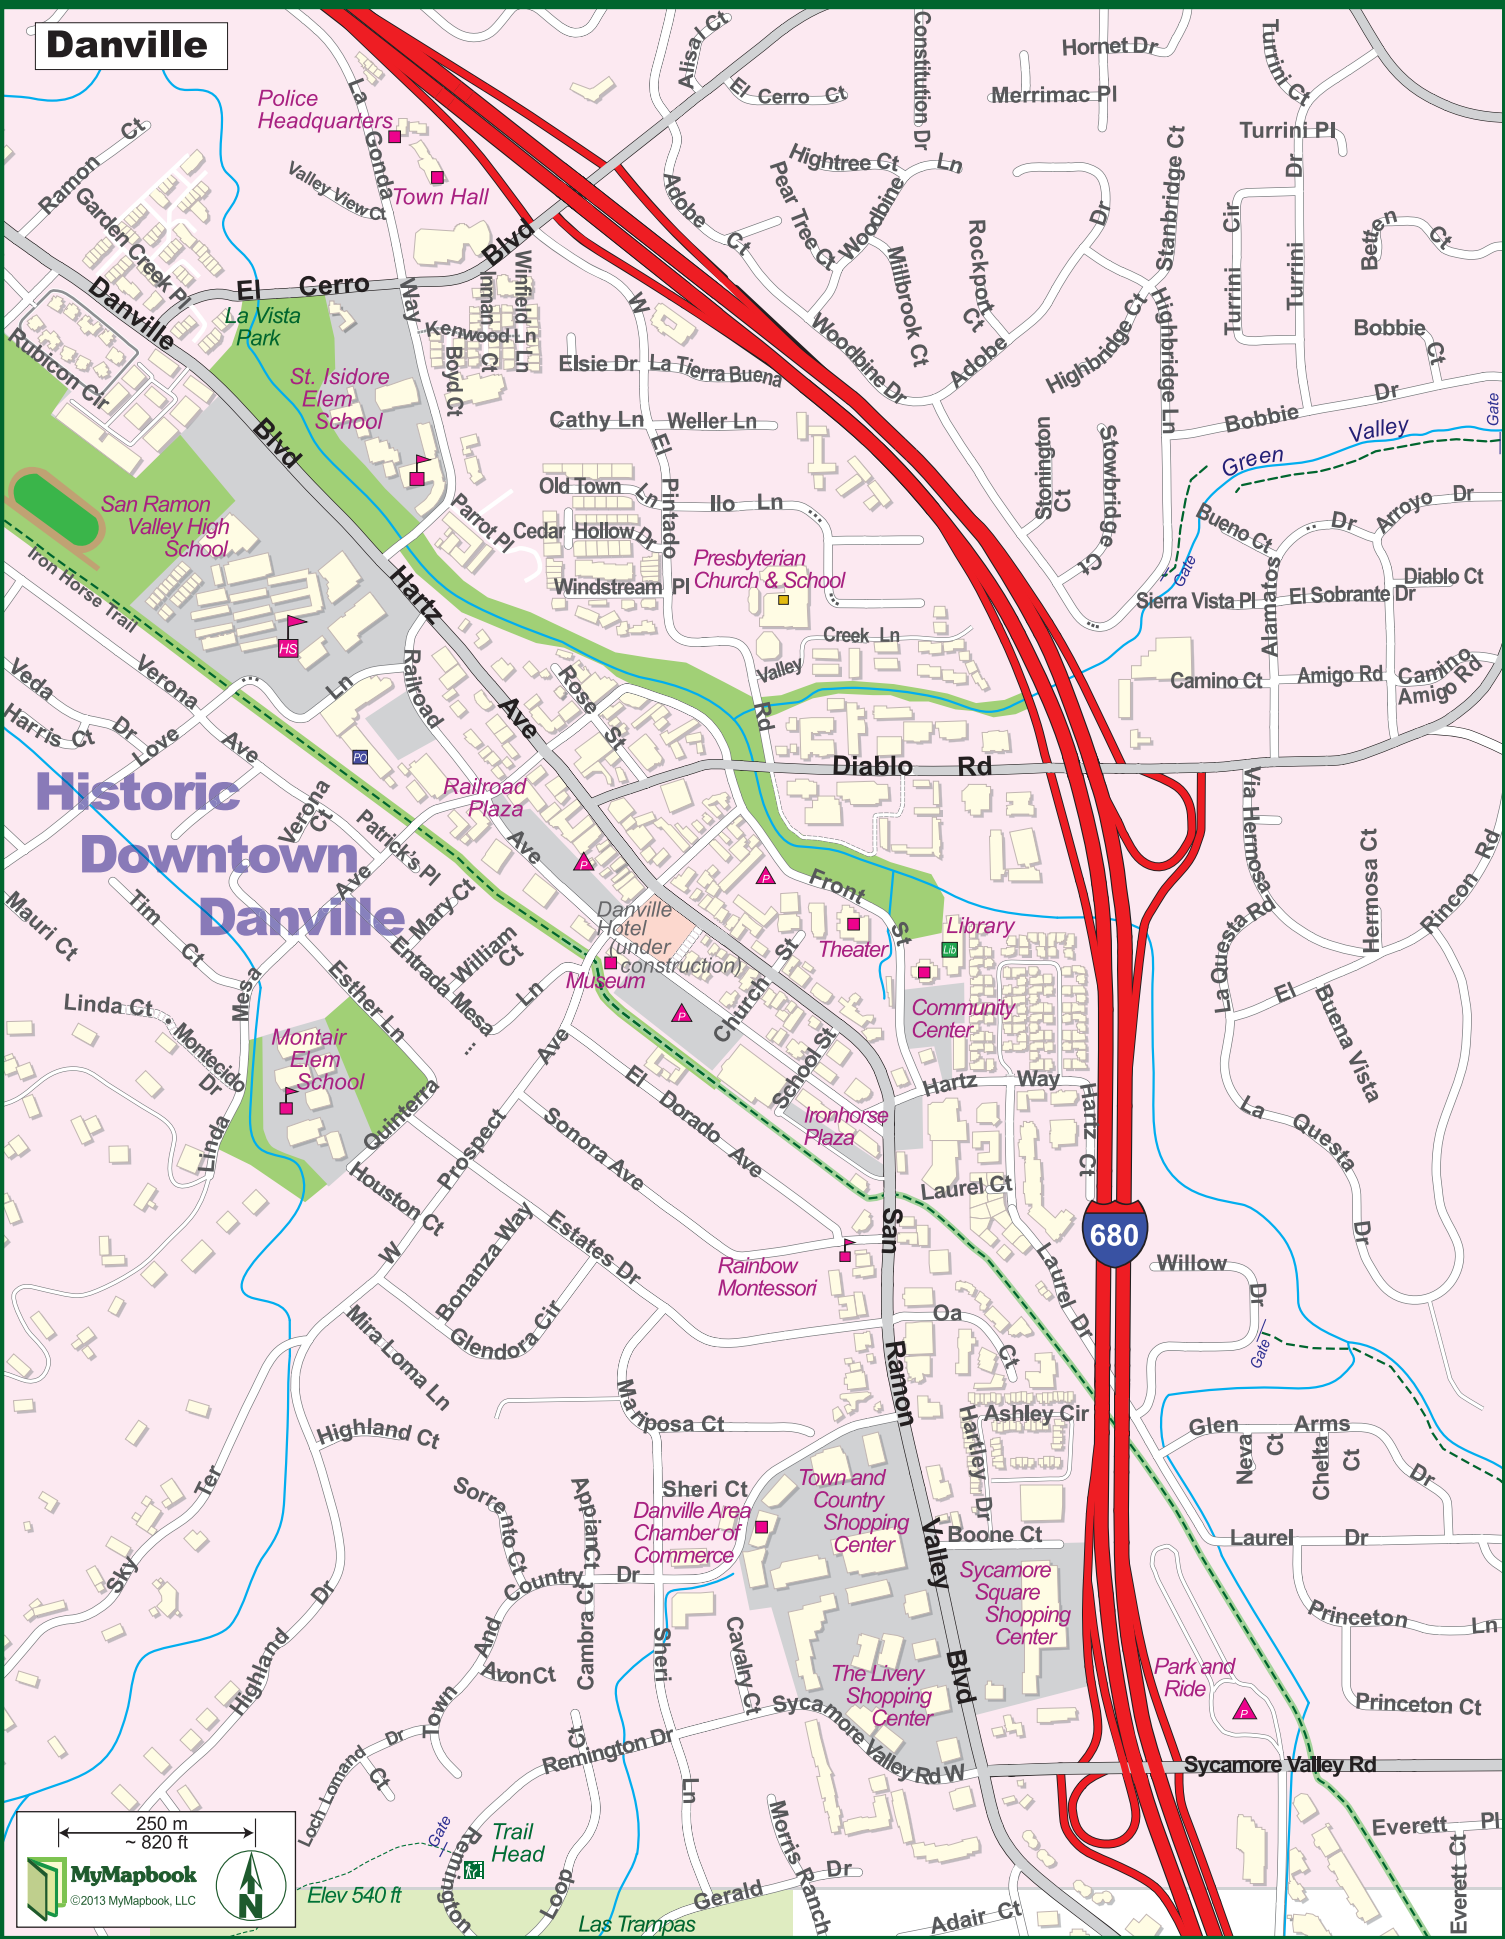 Danville
Police
Headquarters
Town Hall
La Gonda Way
Valley View Ct
Ramon Ct
Garden Creek Pl
Danville Blvd
El Cerro Blvd
La Vista
Park
Rubicon Cir
St. Isidore
Elem
School
Kenwood Ln
Inman Ct
Winfield Ln
Boyd Ct
Alisal Ct
El Cerro Ct
Constitution Dr
Hornet Dr
Merrimac Pl
Turrini Ct
Turrini Pl
Turrini Dr
Turrini Cir
Stanbridge Ct
Hightree Ct
Woodbine Ln
Pear Tree Ct
Adobe Ct
Millbrook Ct
Rockport Ct
Adobe Dr
Woodbine Dr
Highbridge Ct
Highbridge Ln
Betten Ct
Bobbie Ct
Bobbie Dr
Gate
Green Valley
Elsie Dr
La Tierra Buena
Cathy Ln
Weller Ln
W El Pintado Rd
Old Town Ln
Ilo Ln
Cedar Hollow Dr
Windstream Pl
Parrot Pl
Presbyterian
Church & School
Creek Ln
Valley
Stonington Ct
Stowbridge Ct
Gate
Bueno Ct
Arroyo Dr
Dr
Diablo Ct
Sierra Vista Pl
El Sobrante Dr
Alamatos
Camino Ct
Amigo Rd
Camino
Amigo Rd
San Ramon
Valley High
School
HS
Iron Horse Trail
Hartz Ave
Railroad Ave
Rose St
Veda Dr
Harris Ct
Verona Ave
Love Ln
PO
Historic
Downtown
Danville
Railroad
Plaza
Diablo Rd
Verona Ct
Patrick's Pl
Mary Ct
William Ct
Ave
Entrada Mesa
Ln
Tim Ct
Mauri Ct
Mesa
Esther Ln
Linda Ct
Montecido Dr
Linda
Montair
Elem
School
Quinterra
Houston Ct
P
P
P
Front St
Danville
Hotel
(under
construction)
Museum
Theater
Library
Lib
Community
Center
Church St
School St
Hartz Way
Hartz Ct
Ironhorse
Plaza
Laurel Ct
Laurel Dr
Via Hermosa
Hermosa Ct
La Questa Rd
El Rincon Rd
Buena Vista
La Questa Dr
W Prospect Ave
El Dorado Ave
Sonora Ave
Estates Dr
Bonanza Way
Glendora Cir
Mira Loma Ln
Rainbow
Montessori
680
Willow Dr
Gate
San Ramon Valley Blvd
Oa Ct
Ashley Cir
Hartley Dr
Boone Ct
Glen Arms Dr
Neva Ct
Chelta Ct
Laurel Dr
Princeton Ln
Princeton Ct
Mariposa Ct
Highland Ct
Sky Ter
Highland Dr
Sorrento Ct
Appian Ct
Sheri Ct
Danville Area
Chamber of
Commerce
Town and
Country
Shopping
Center
Sycamore
Square
Shopping
Center
The Livery
Shopping
Center
Town And Country Dr
Cambra Ct
Avon Ct
Sheri Ln
Cavalry Ct
Remington Dr
Sycamore Valley Rd W
Park and
Ride
P
Sycamore Valley Rd
Everett Pl
Everett Ct
Loch Lomand Dr
Ct
Ct
Gate
Remington Loop
Trail
Head
Elev 540 ft
Las Trampas
Gerald Dr
Morris Ranch
Adair Ct
250 m
~ 820 ft
MyMapbook
©2013 MyMapbook, LLC
N